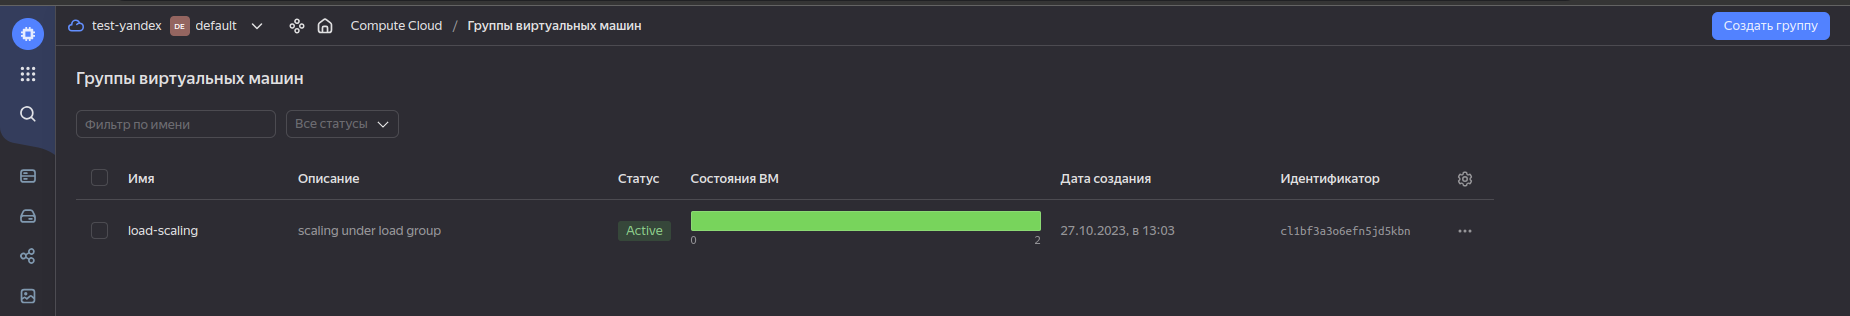 test-yandex DE default Compute Cloud / Группы виртуальных машин Создать группу
Группы виртуальных машин
Фильтр по имени Все статусы
Имя Описание Статус Состояния ВМ Дата создания Идентификатор
load-scaling scaling under load group Active 27.10.2023, в 13:03 cl1bf3a3o6efn5jd5kbn
0 2